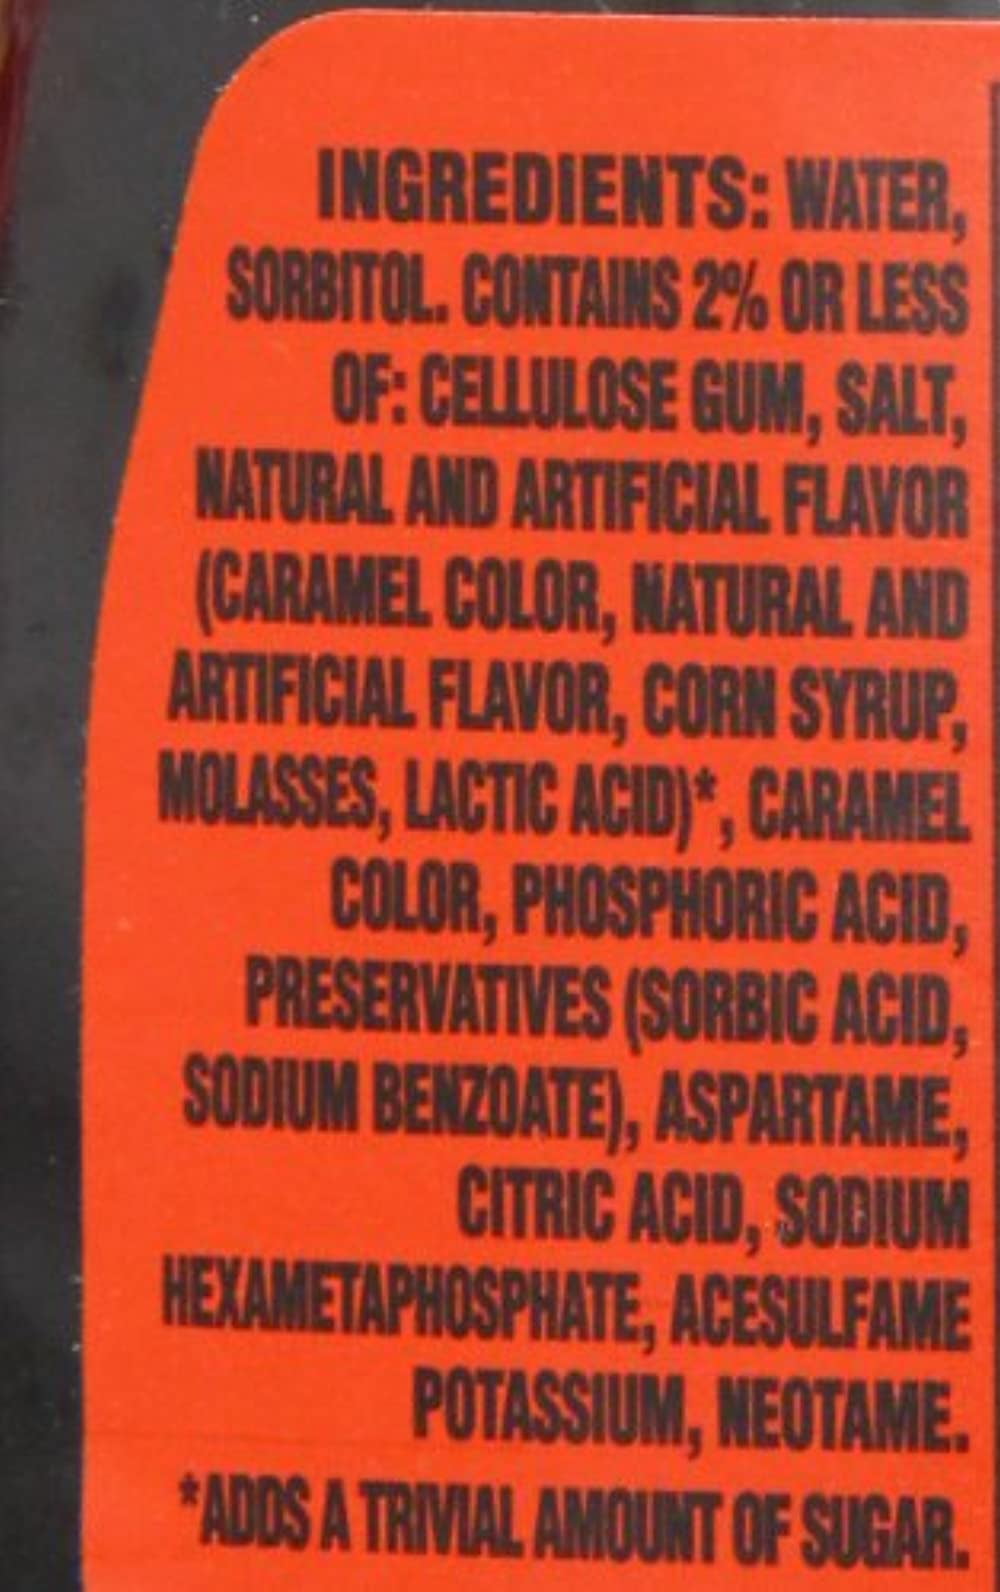 INGREDIENTS: WATER,
SORBITOL. CONTAINS 2% OR LESS
OF: CELLULOSE GUM, SALT,
NATURAL AND ARTIFICIAL FLAVOR
(CARAMEL COLOR, NATURAL AND
ARTIFICIAL FLAVOR, CORN SYRUP,
MOLASSES, LACTIC ACID)*, CARAMEL
COLOR, PHOSPHORIC ACID,
PRESERVATIVES (SORBIC ACID,
SODIUM BENZOATE), ASPARTAME,
CITRIC ACID, SODIUM
HEXAMETAPHOSPHATE, ACESULFAME
POTASSIUM, NEOTAME.
*ADDS A TRIVIAL AMOUNT OF SUGAR.